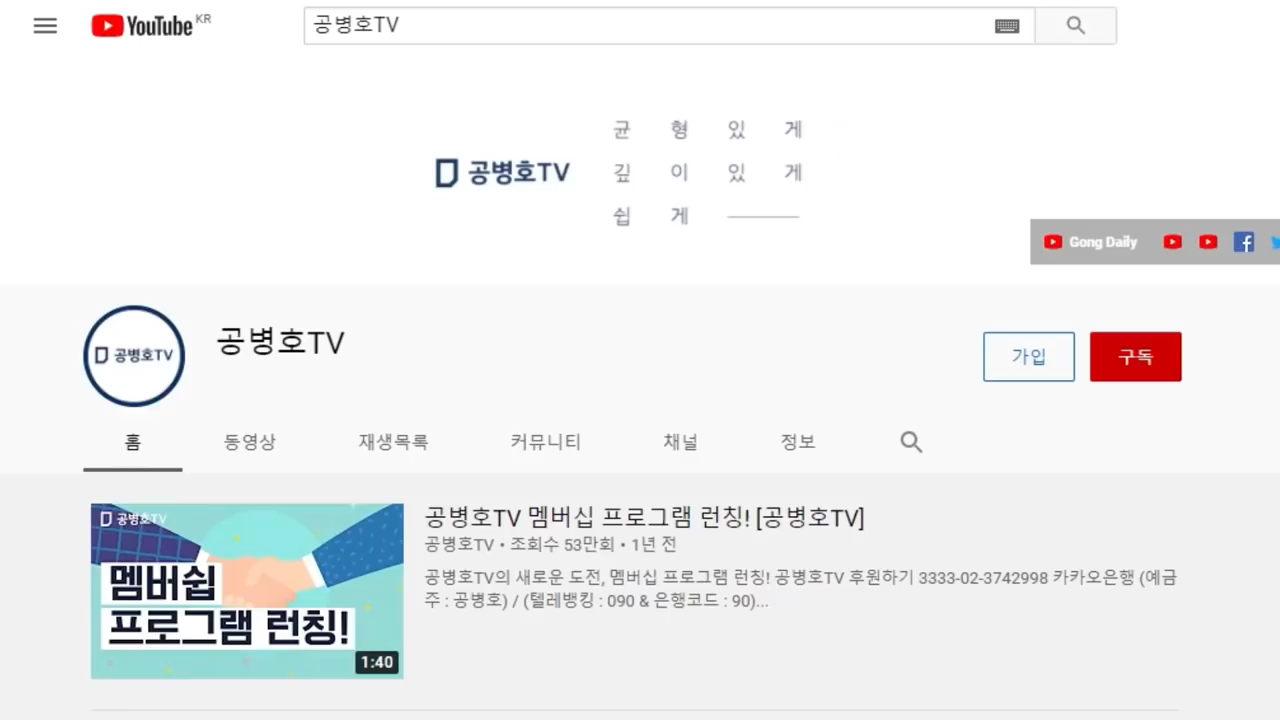 YouTube KR
공병호TV
균 형 있 게
공병호TV
깊 이 있 게
쉽 게
Gong Daily
공병호TV
공병호TV
가입
구독
홈
동영상
재생목록
커뮤니티
채널
정보
공병호TV
멤버쉽
프로그램 런칭!
1:40
공병호TV 멤버십 프로그램 런칭! [공병호TV]
공병호TV • 조회수 53만회 • 1년 전
공병호TV의 새로운 도전, 멤버십 프로그램 런칭! 공병호TV 후원하기 3333-02-3742998 카카오은행 (예금
주 : 공병호) / (텔레뱅킹 : 090 & 은행코드 : 90)...